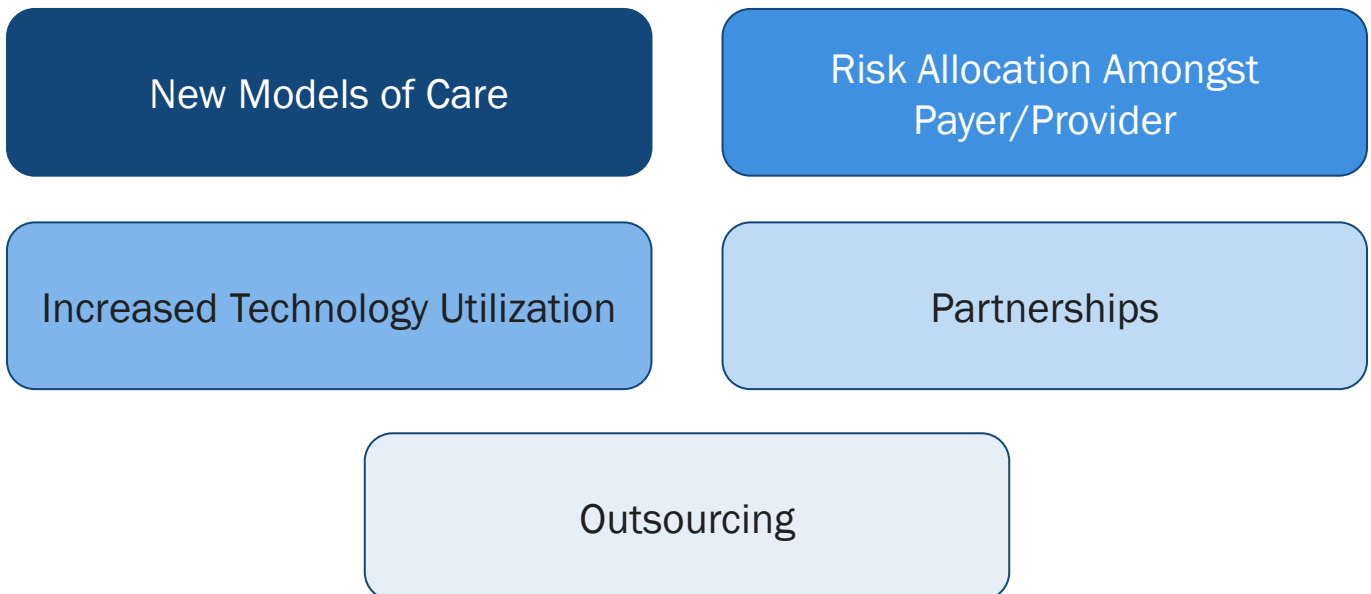 New Models of Care
Risk Allocation Amongst
Payer/Provider
Increased Technology Utilization
Partnerships
Outsourcing